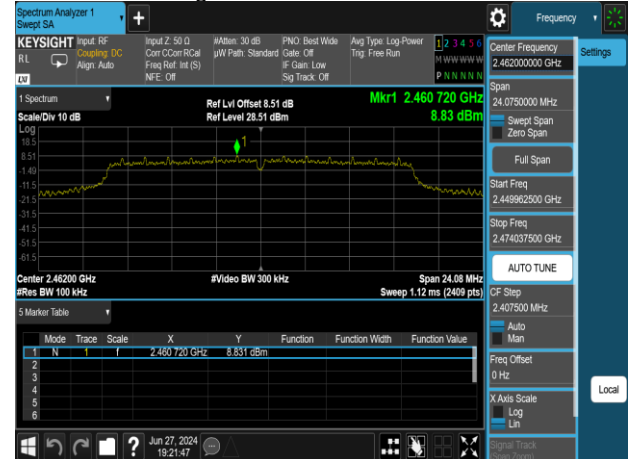 Spectrum Analyzer 1
Swept SA
+
Frequency
KEYSIGHT
RL
LXI
Input: RF
Coupling: DC
Align: Auto
Input Z: 50 Ω
Corr CCorr RCal
Freq Ref: Int (S)
NFE: Off
#Atten: 30 dB
µW Path: Standard
PNO: Best Wide
Gate: Off
IF Gain: Low
Sig Track: Off
Avg Type: Log-Power
Trig: Free Run
1 2 3 4 5 6
M W W W W W
P N N N N N
Center Frequency
2.462000000 GHz
Settings
Span
24.0750000 MHz
Swept Span
Zero Span
Full Span
Start Freq
2.449962500 GHz
Stop Freq
2.474037500 GHz
AUTO TUNE
CF Step
2.407500 MHz
Auto
Man
Freq Offset
0 Hz
X Axis Scale
Log
Lin
Signal Track
(Span Zoom)
Local
1 Spectrum
Scale/Div 10 dB
Log
Ref Lvl Offset 8.51 dB
Ref Level 28.51 dBm
Mkr1 2.460 720 GHz
8.83 dBm
1
18.5
8.51
-1.49
-11.5
-21.5
-31.5
-41.5
-51.5
-61.5
Center 2.46200 GHz
#Res BW 100 kHz
#Video BW 300 kHz
Span 24.08 MHz
Sweep 1.12 ms (2409 pts)
5 Marker Table
Mode Trace Scale X Y Function Function Width Function Value
1 N 1 f 2.460 720 GHz 8.831 dBm
2
3
4
5
6
?
Jun 27, 2024
19:21:47